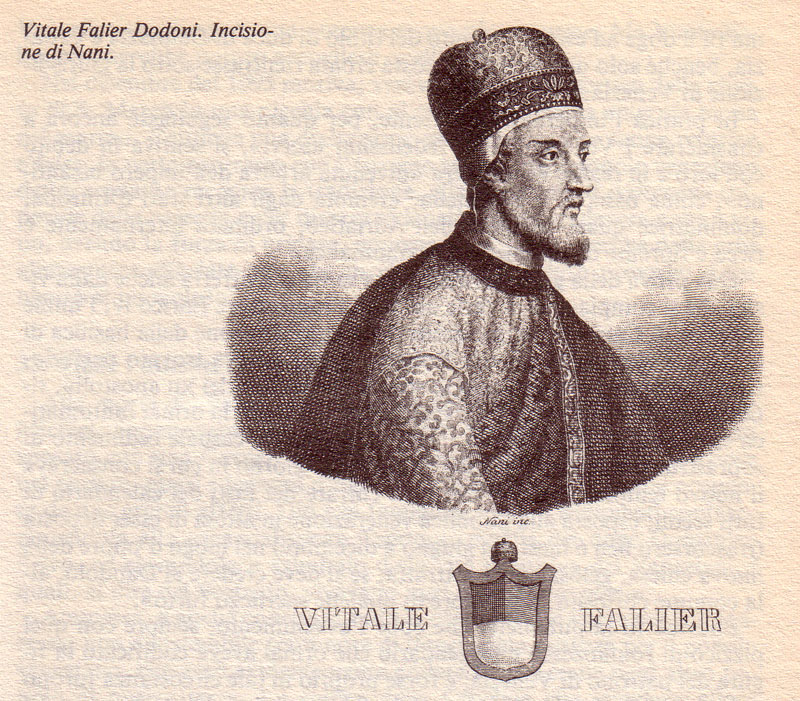 Vitale Falier Dodoni. Incisio-
ne di Nani.
Nani inc.
VITALE FALIER